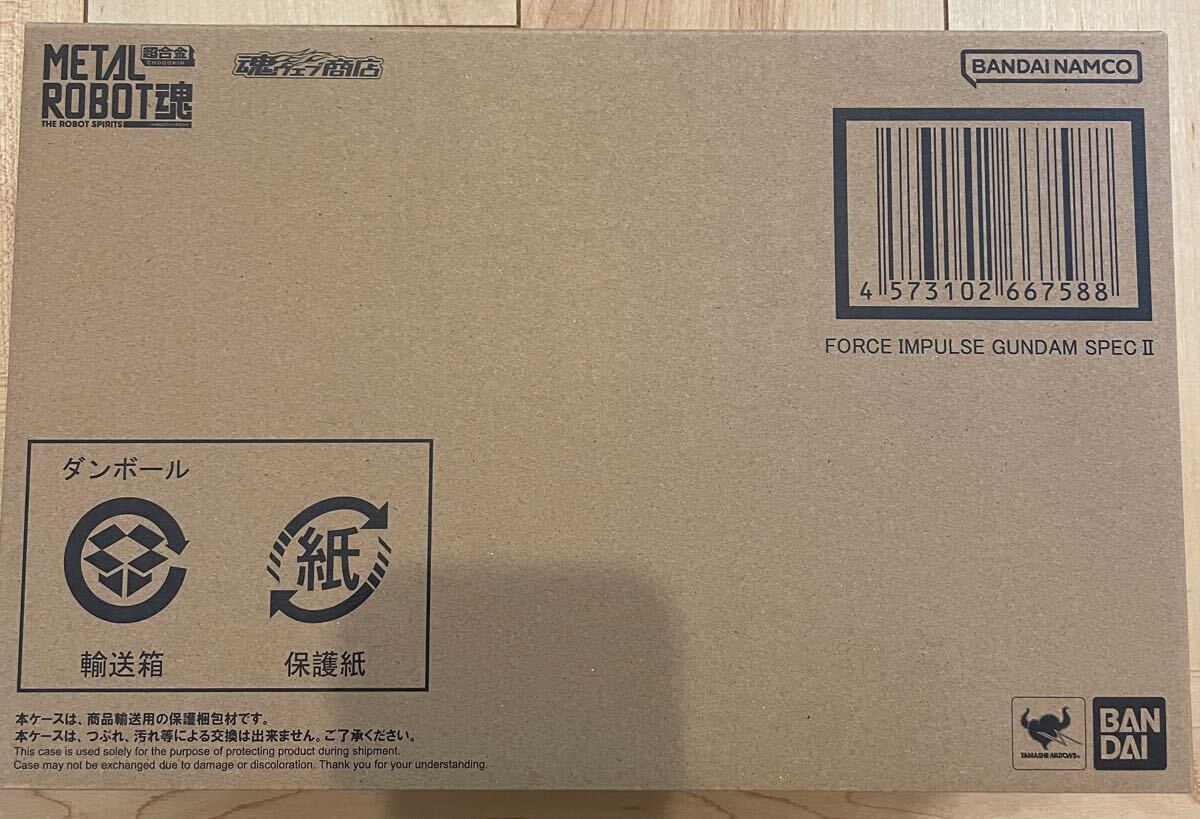 METAL 超合金
CHOGOKIN
ROBOT魂
THE ROBOT SPIRITS
魂ウェブ商店
BANDAI NAMCO
4 573102 667588
FORCE IMPULSE GUNDAM SPEC II
ダンボール
紙
輸送箱 保護紙
本ケースは、商品輸送用の保護梱包材です。
本ケースは、つぶれ、汚れ等による交換は出来ません。ご了承ください。
This case is used solely for the purpose of protecting product during shipment.
Case may not be exchanged due to damage or discoloration. Thank you for your understanding.
TAMASHII NATIONS
BAN
DAI